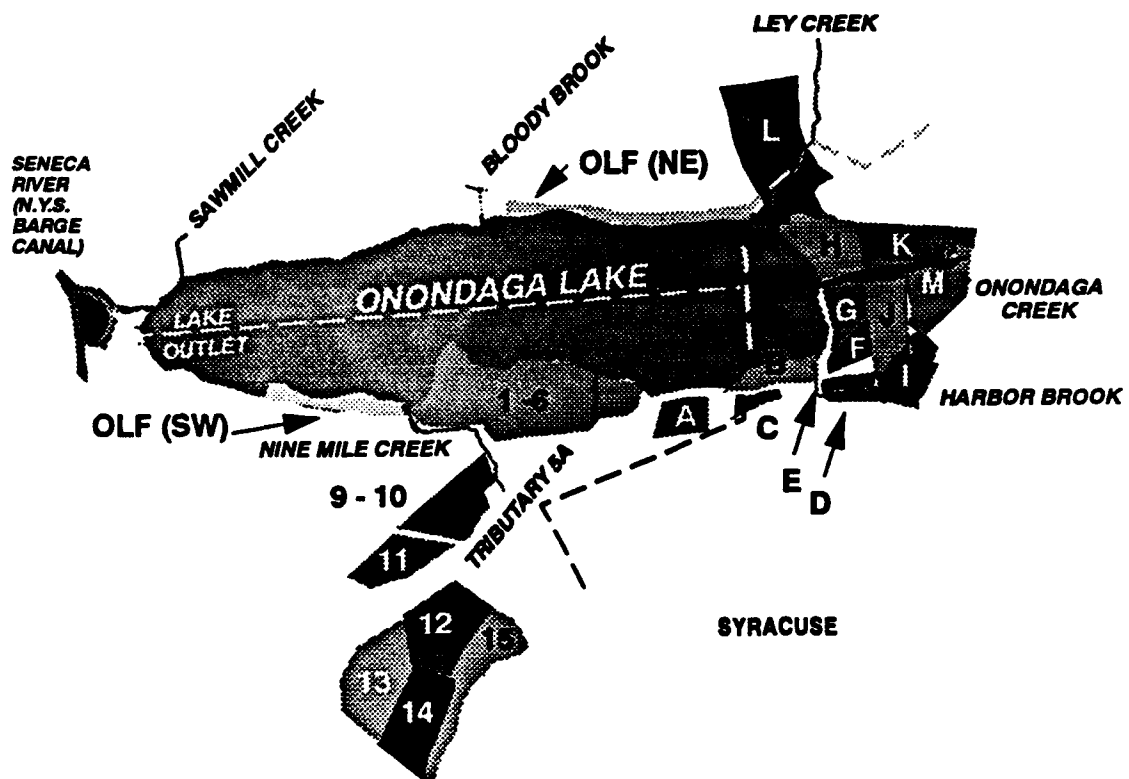 LEY CREEK
L
BLOODY BROOK
OLF (NE)
SAWMILL CREEK
SENECA
RIVER
(N.Y.S.
BARGE
CANAL)
H
K
M
ONONDAGA LAKE
ONONDAGA
CREEK
LAKE
OUTLET
G
J
F
B
I
1 - 6
A
C
HARBOR BROOK
OLF (SW)
NINE MILE CREEK
E
D
9 - 10
TRIBUTARY 5A
11
12
15
13
14
SYRACUSE